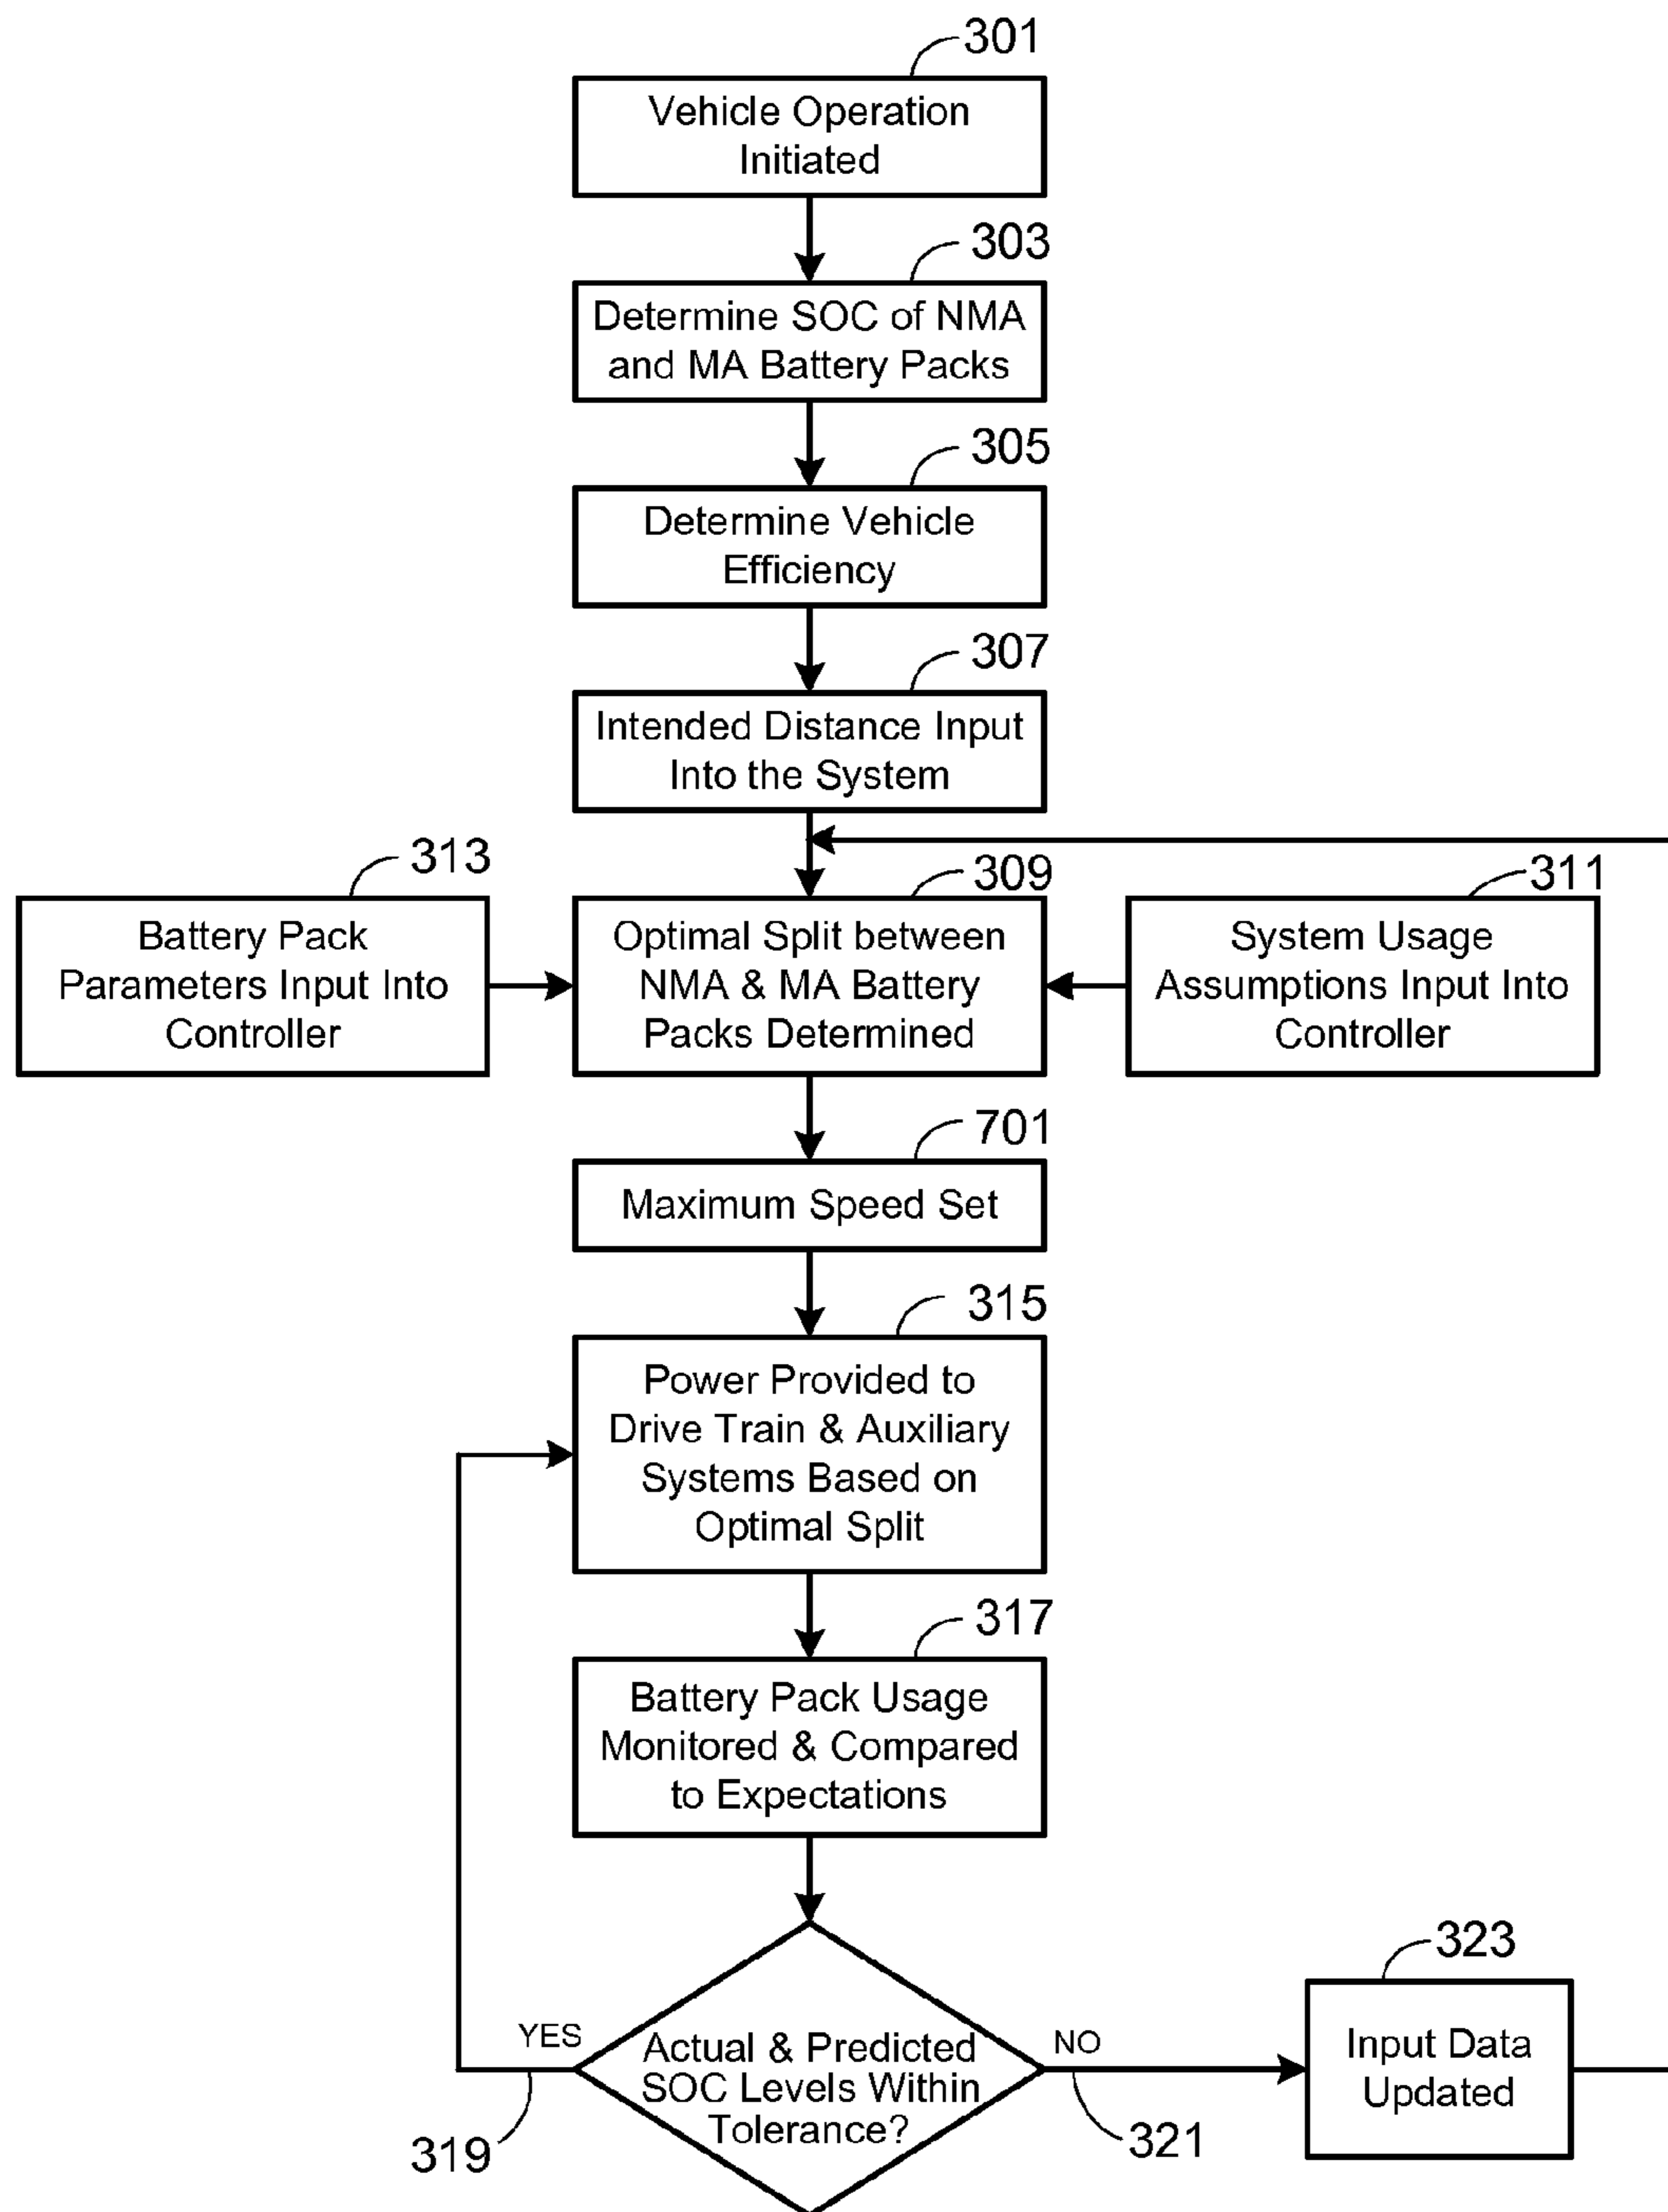 301
Vehicle Operation
Initiated
303
Determine SOC of NMA
and MA Battery Packs
305
Determine Vehicle
Efficiency
307
Intended Distance Input
Into the System
313
Battery Pack
Parameters Input Into
Controller
309
Optimal Split between
NMA & MA Battery
Packs Determined
311
System Usage
Assumptions Input Into
Controller
701
Maximum Speed Set
315
Power Provided to
Drive Train & Auxiliary
Systems Based on
Optimal Split
317
Battery Pack Usage
Monitored & Compared
to Expectations
YES
319
Actual & Predicted
SOC Levels Within
Tolerance?
NO
321
323
Input Data
Updated